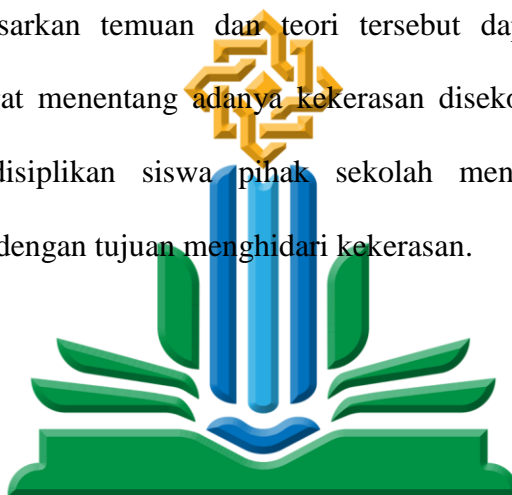 sarkan temuan dan teori tersebut dap
at menentang adanya kekerasan diseko
disiplikan siswa pihak sekolah men
dengan tujuan menghidari kekerasan.